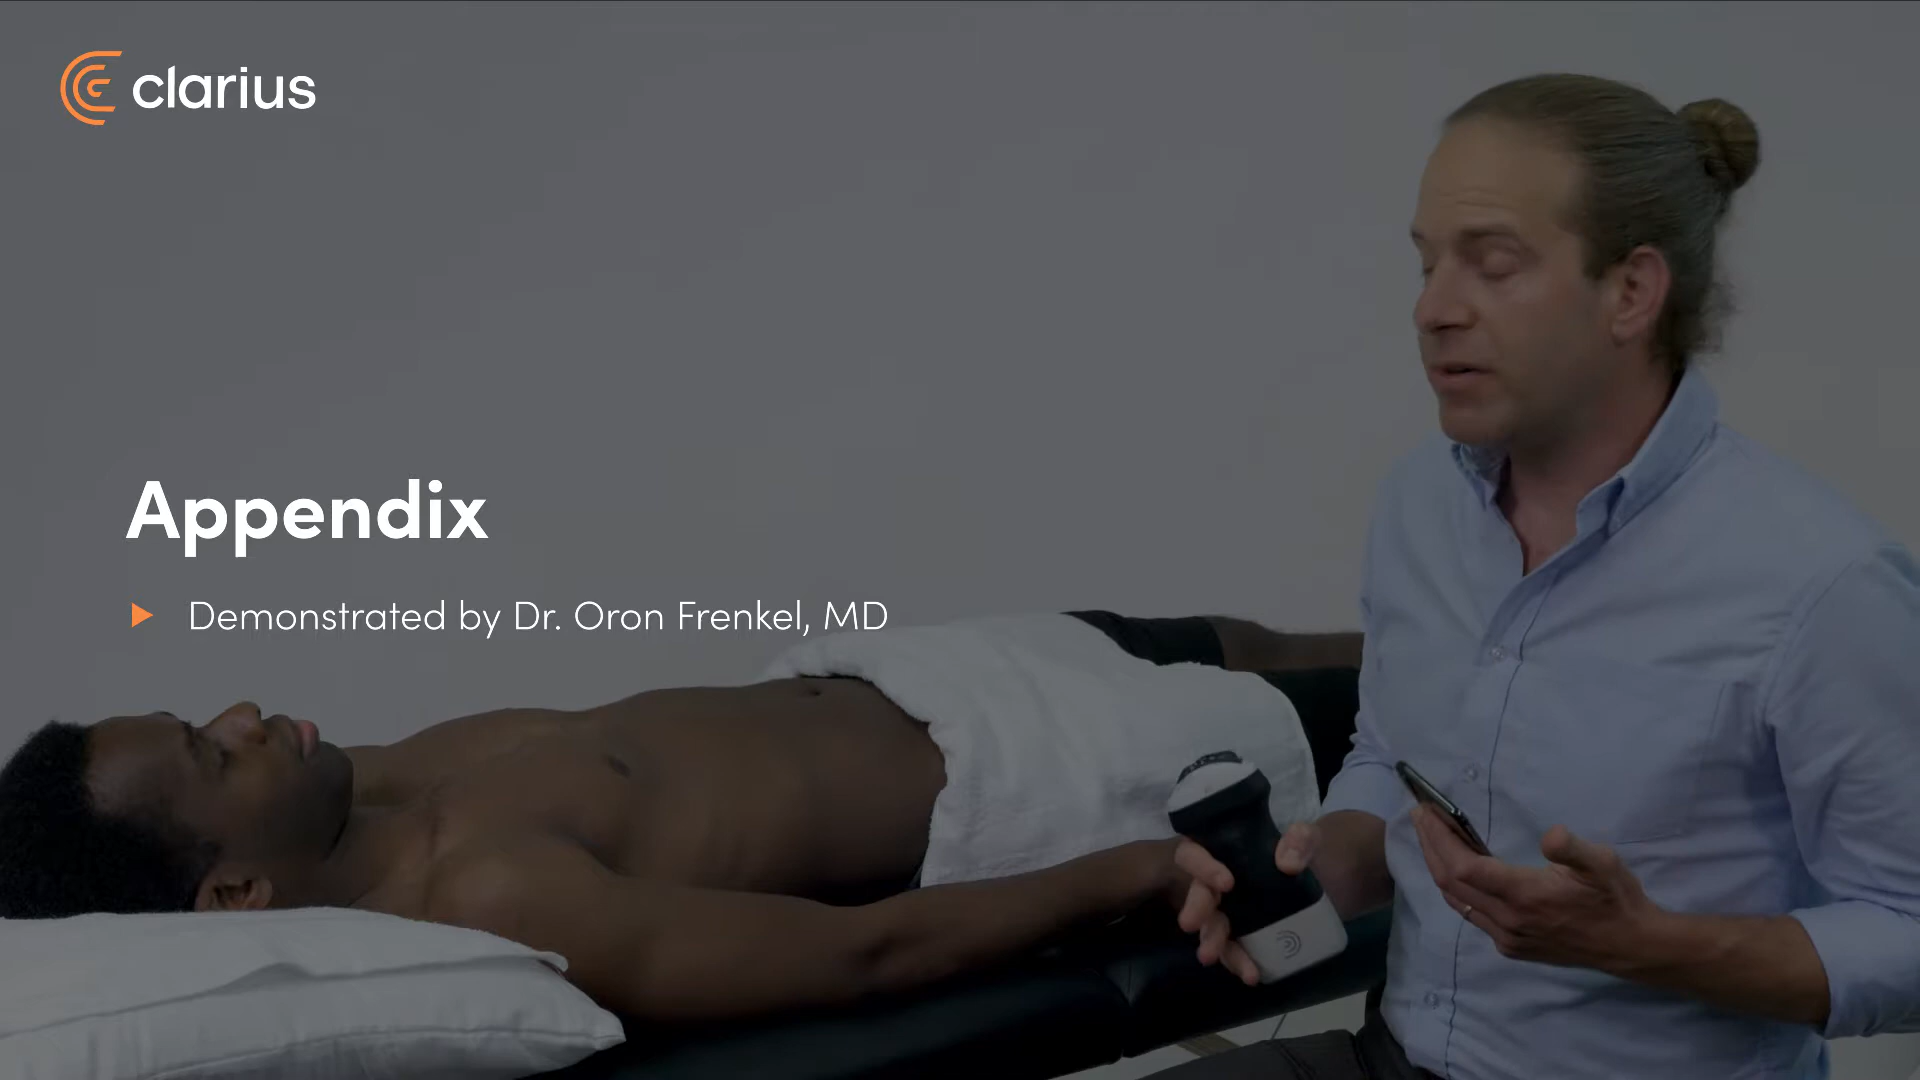 clarius
Appendix
Demonstrated by Dr. Oron Frenkel, MD